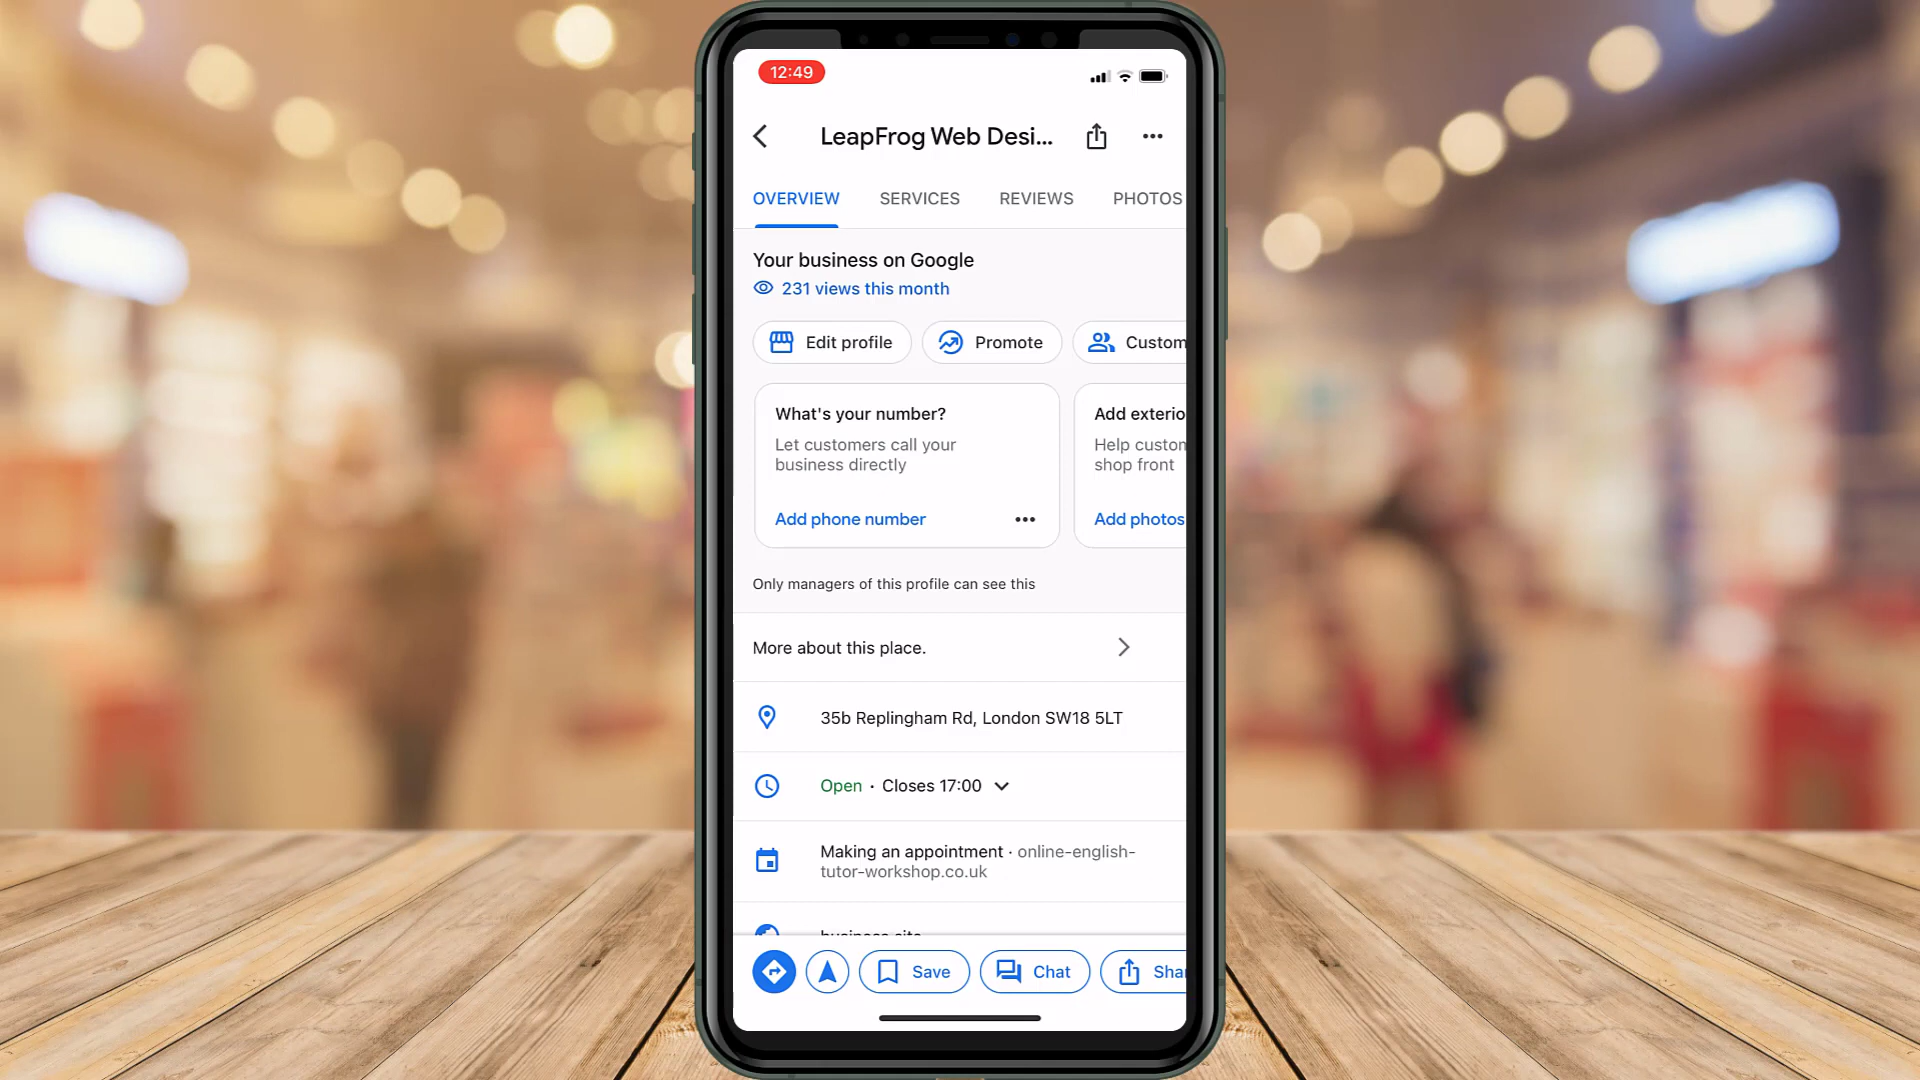 12:49
LeapFrog Web Desi...
OVERVIEW SERVICES REVIEWS PHOTOS
Your business on Google
231 views this month
Edit profile Promote Custom
What's your number?
Let customers call your
business directly
Add phone number
Add exterio
Help custon
shop front
Add photos
Only managers of this profile can see this
More about this place.
35b Replingham Rd, London SW18 5LT
Open · Closes 17:00
Making an appointment · online-english-
tutor-workshop.co.uk
business site
Save Chat Shar